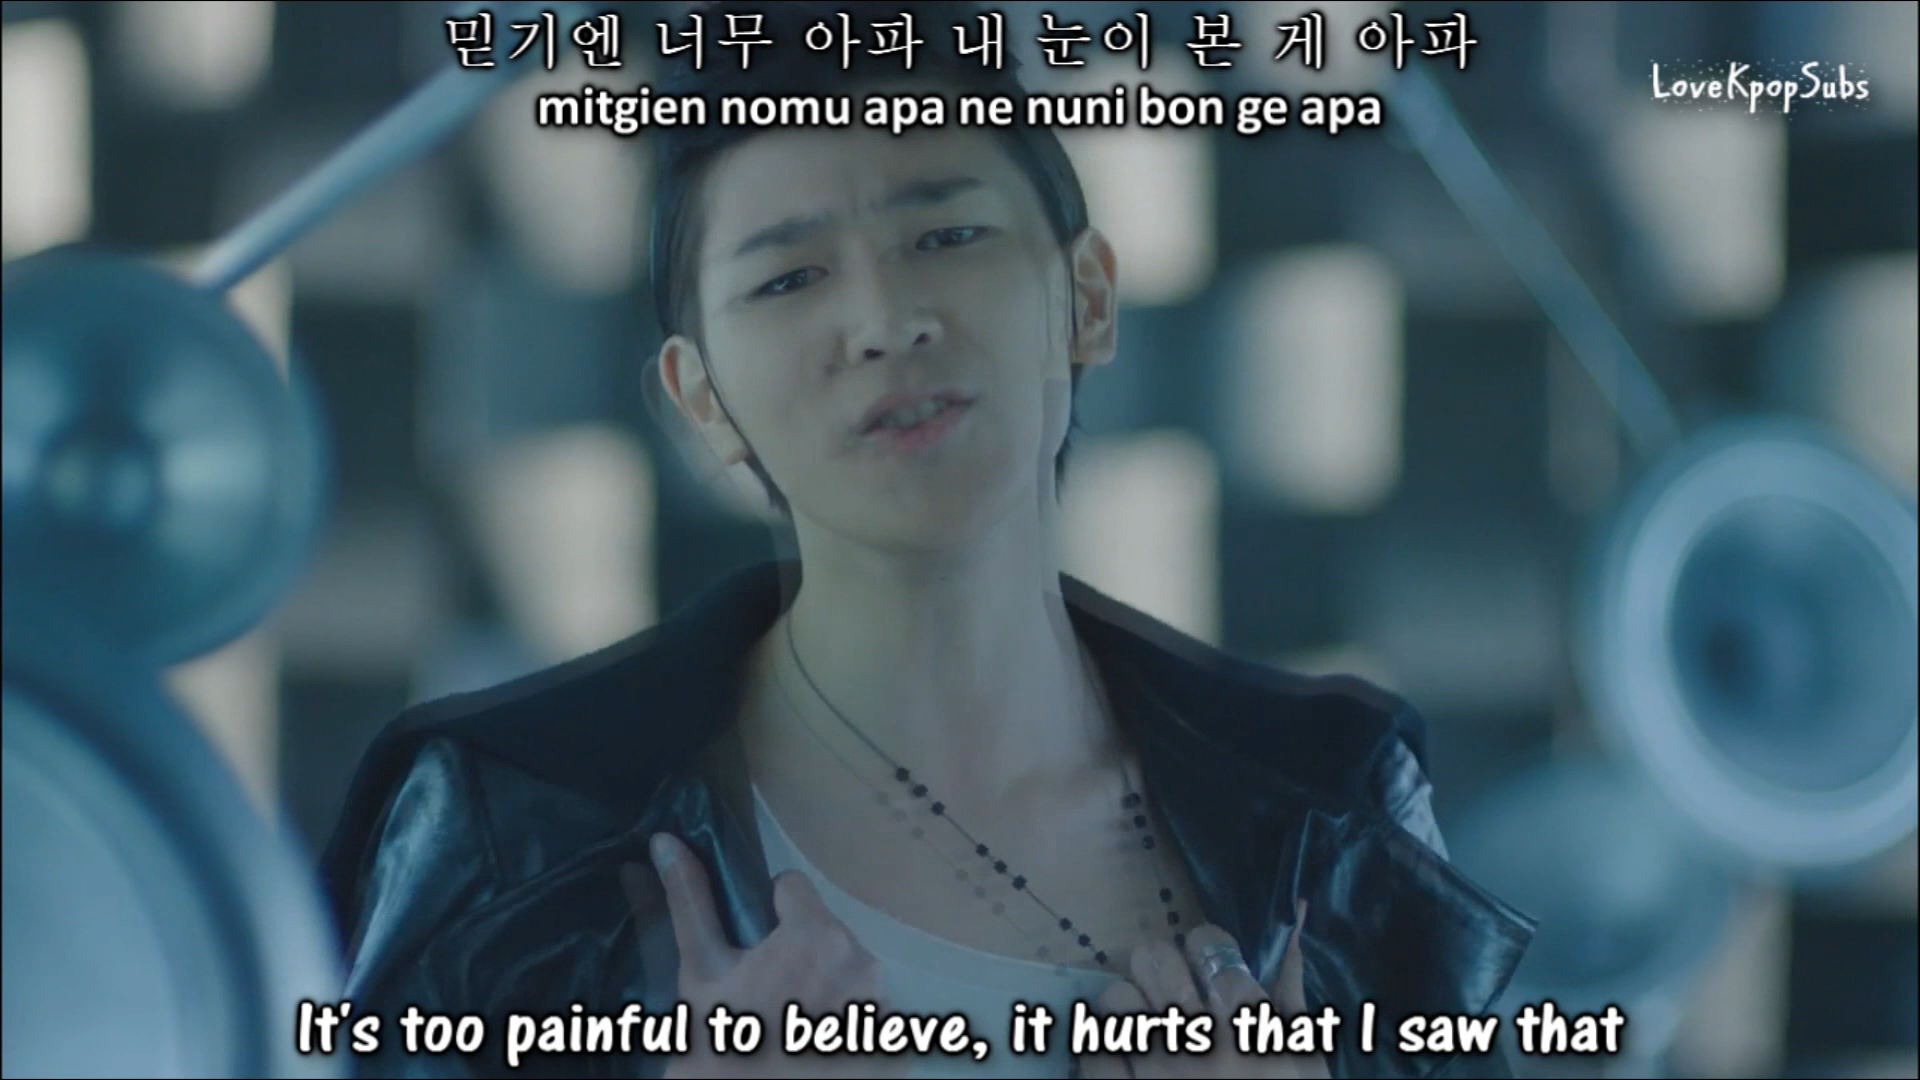 믿기엔 너무 아파 내 눈이 본 게 아파
mitgien nomu apa ne nuni bon ge apa
LoveKpopSubs
It's too painful to believe, it hurts that I saw that